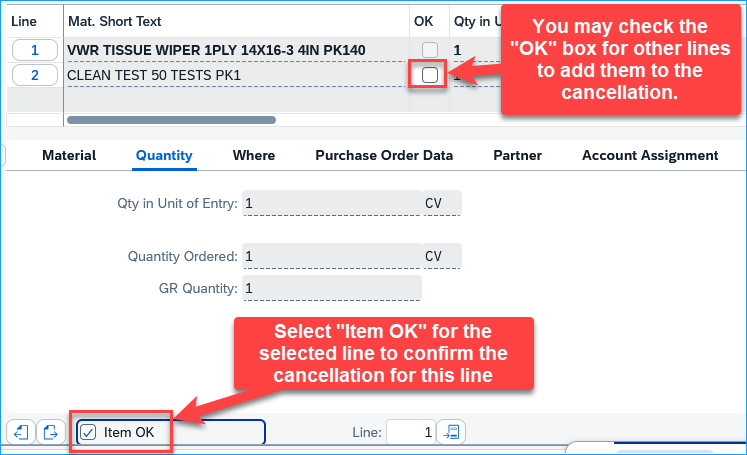 Line Mat. Short Text OK Qty in U
1 VWR TISSUE WIPER 1PLY 14X16-3 4IN PK140 1
2 CLEAN TEST 50 TESTS PK1
You may check the
"OK" box for other lines
to add them to the
cancellation.
Material Quantity Where Purchase Order Data Partner Account Assignment
Qty in Unit of Entry: 1 CV
Quantity Ordered: 1 CV
GR Quantity: 1
Select "Item OK" for the
selected line to confirm the
cancellation for this line
Item OK Line: 1